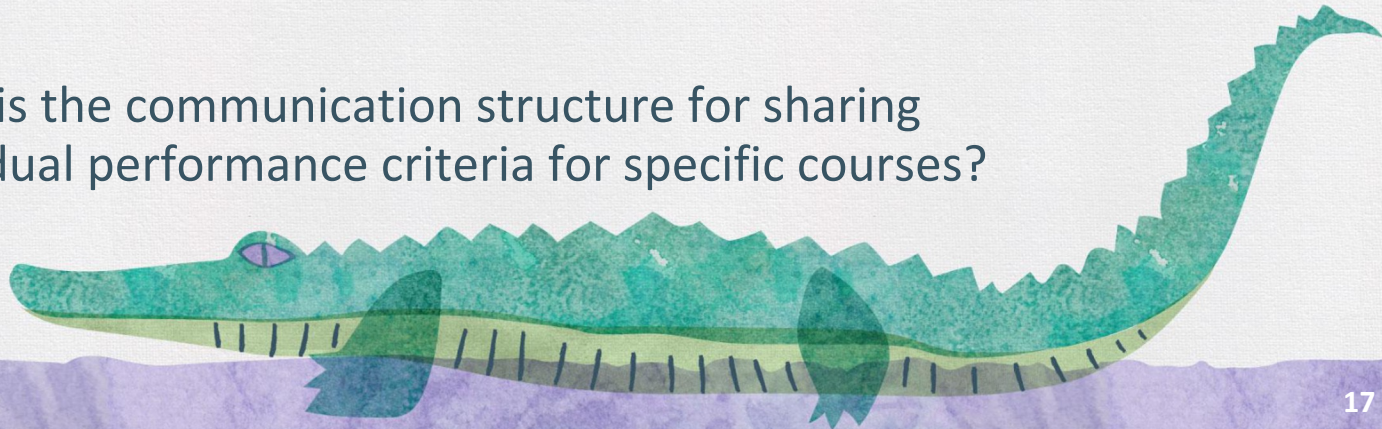 is the communication structure for sharing
dual performance criteria for specific courses?
17